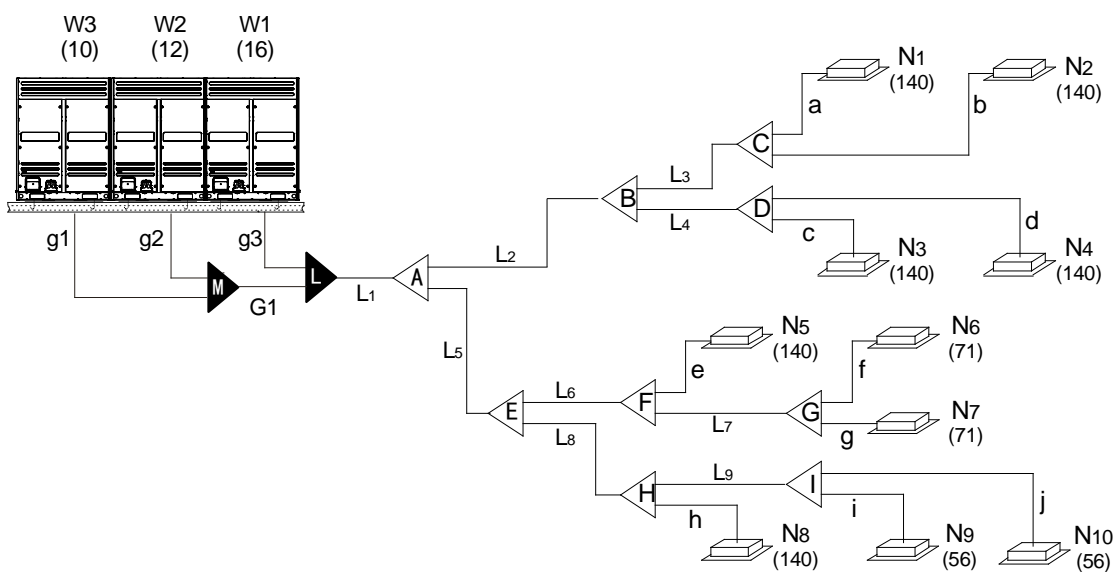 W3 W2 W1
(10) (12) (16)
N1 N2
(140) (140)
a b
C
L3
B
L4 D
c d
g1 g2 g3
L2
N3 N4
(140) (140)
M L A
G1 L1
N5 N6
(140) (71)
L5
e f
L6 F
E
L7 G
N7
(71)
g
L8
L9 I
H
h i j
N8 N9 N10
(140) (56) (56)